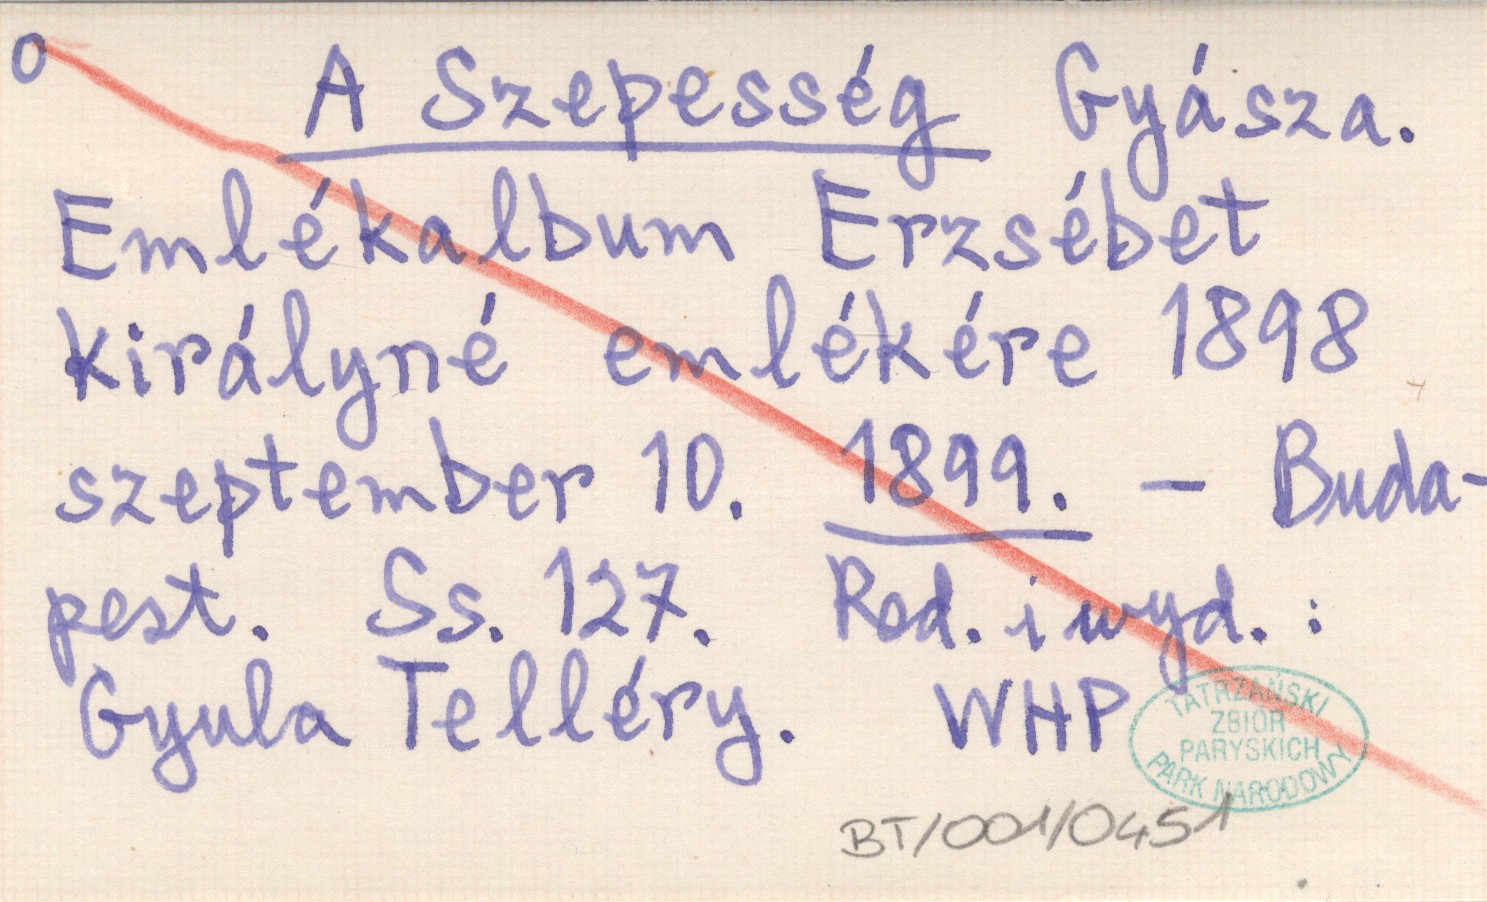 O
A Szepesség Gyásza.
Emlékalbum Erzsébet
királyné emlékére 1898
szeptember 10. 1899. – Buda-
pest. Ss. 127. Red. i wyd. :
Gyula Telléry. WHP
TATRZAŃSKI
ZBIÓR
PARYSKICH
PARK NARODOWY
BT/001/0451